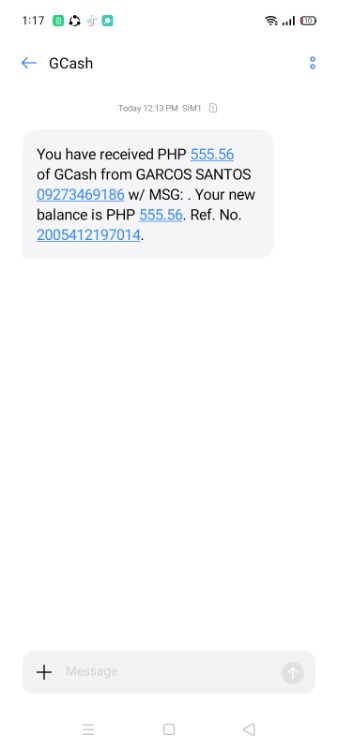 1:17
GCash
Today 12:13 PM SIM1
You have received PHP 555.56
of GCash from GARCOS SANTOS
09273469186 w/ MSG: . Your new
balance is PHP 555.56. Ref. No.
2005412197014.
Message